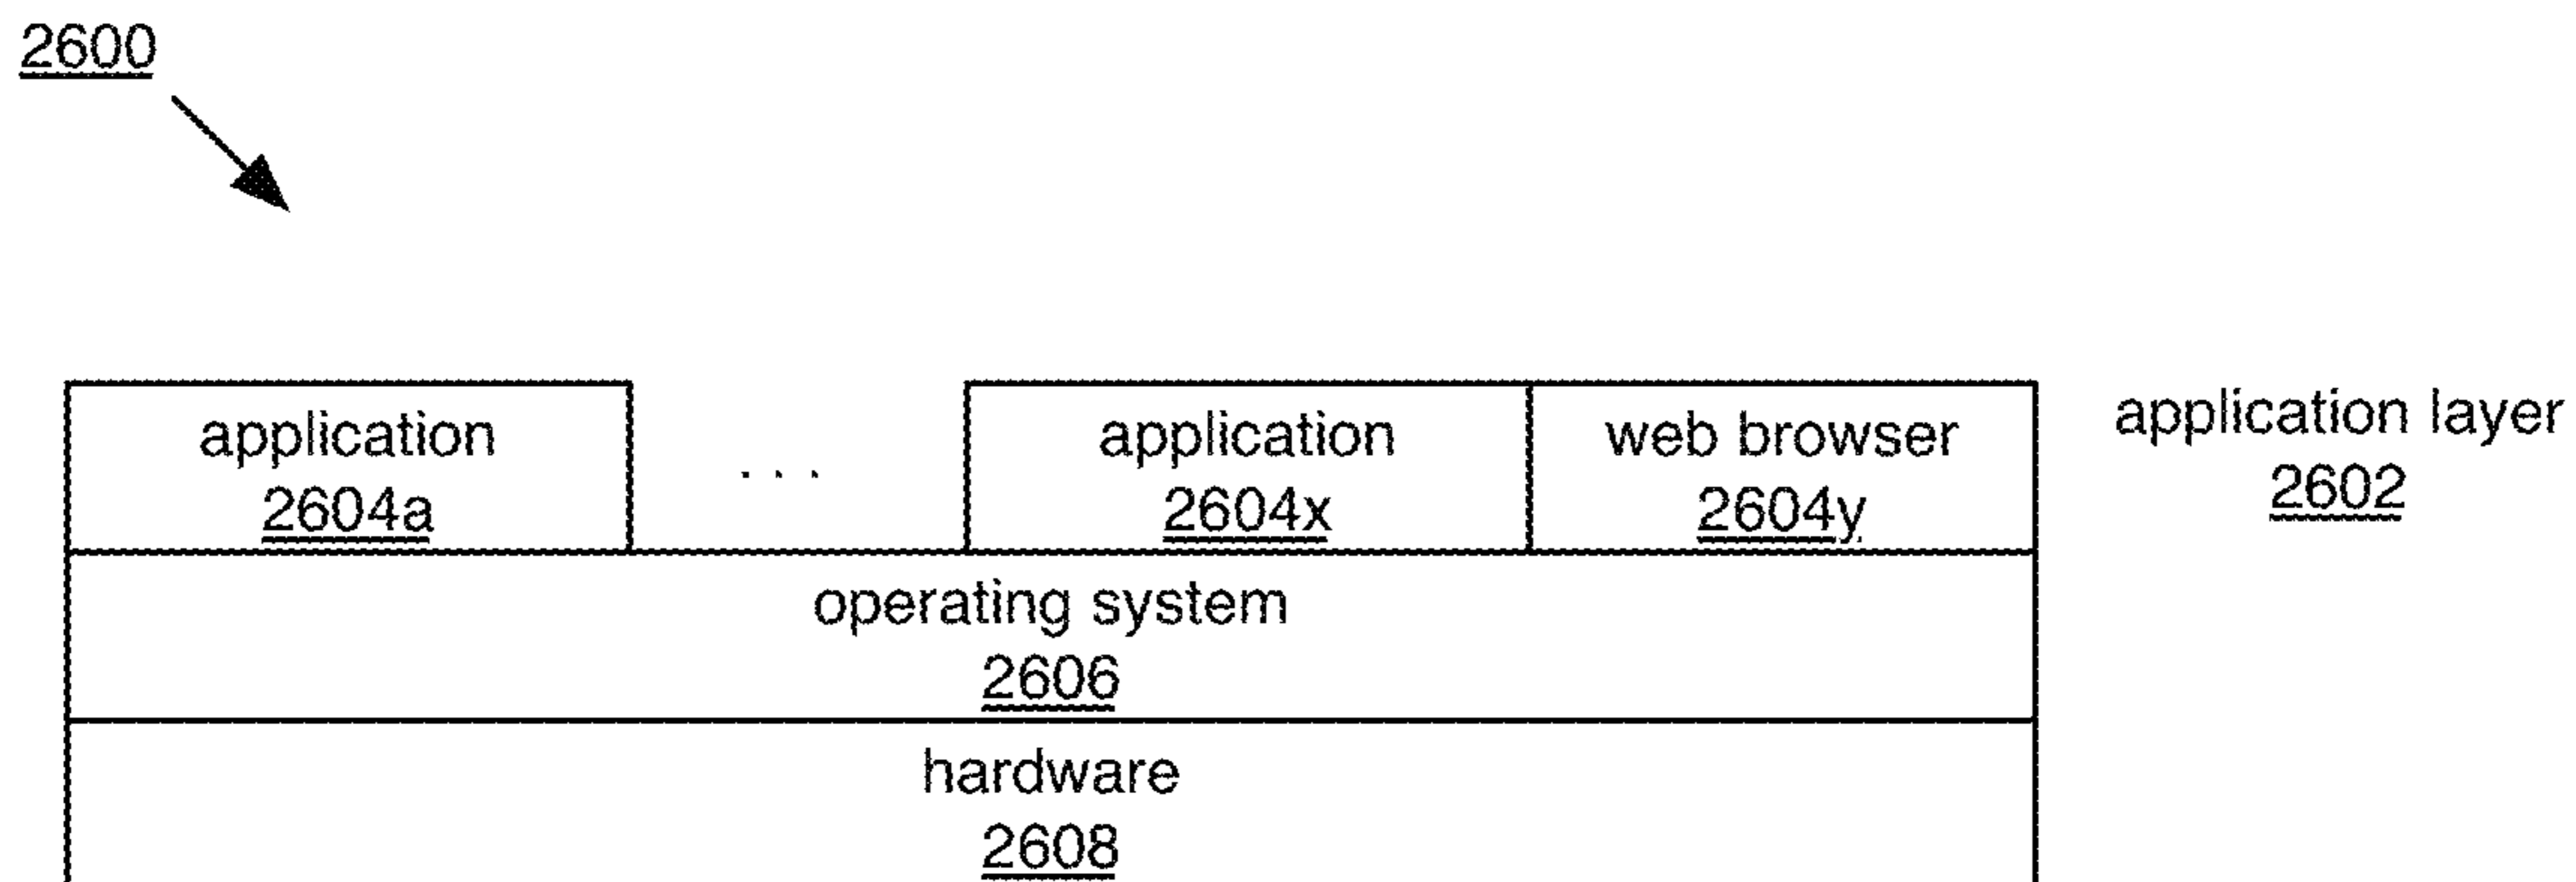 2600
application
2604a
. . .
application
2604x
web browser
2604y
application layer
2602
operating system
2606
hardware
2608